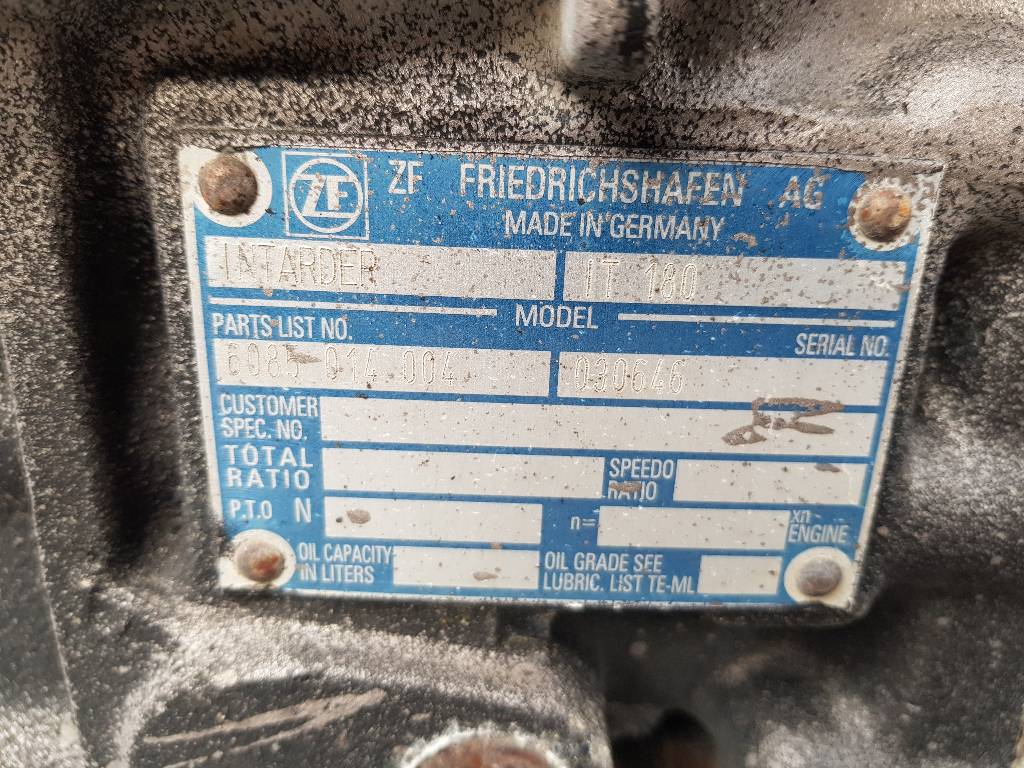 ZF ZF FRIEDRICHSHAFEN AG
MADE IN GERMANY
INTARDER IT 180
MODEL
PARTS LIST NO. SERIAL NO.
6085 014 004 030646
CUSTOMER
SPEC. NO.
TOTAL
RATIO
SPEEDO
RATIO
P.T.O N n= xn
ENGINE
OIL CAPACITY
IN LITERS
OIL GRADE SEE
LUBRIC. LIST TE-ML